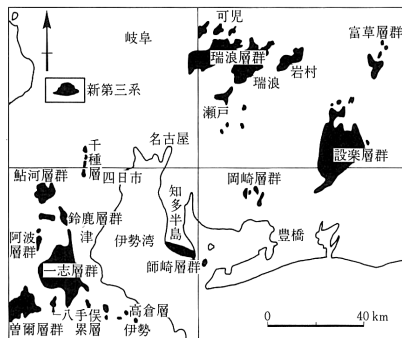 可児
岐阜
富草層群
瑞浪層群
岩村
瑞浪
新第三系
瀬戸
千種層
名古屋
設楽層群
鮎河層群
四日市
知多半島
岡崎層群
鈴鹿層群
阿波層群
津
伊勢湾
豊橋
一志層群
師崎層群
八手俣累層
高倉層
曽爾層群
伊勢
0
40 km